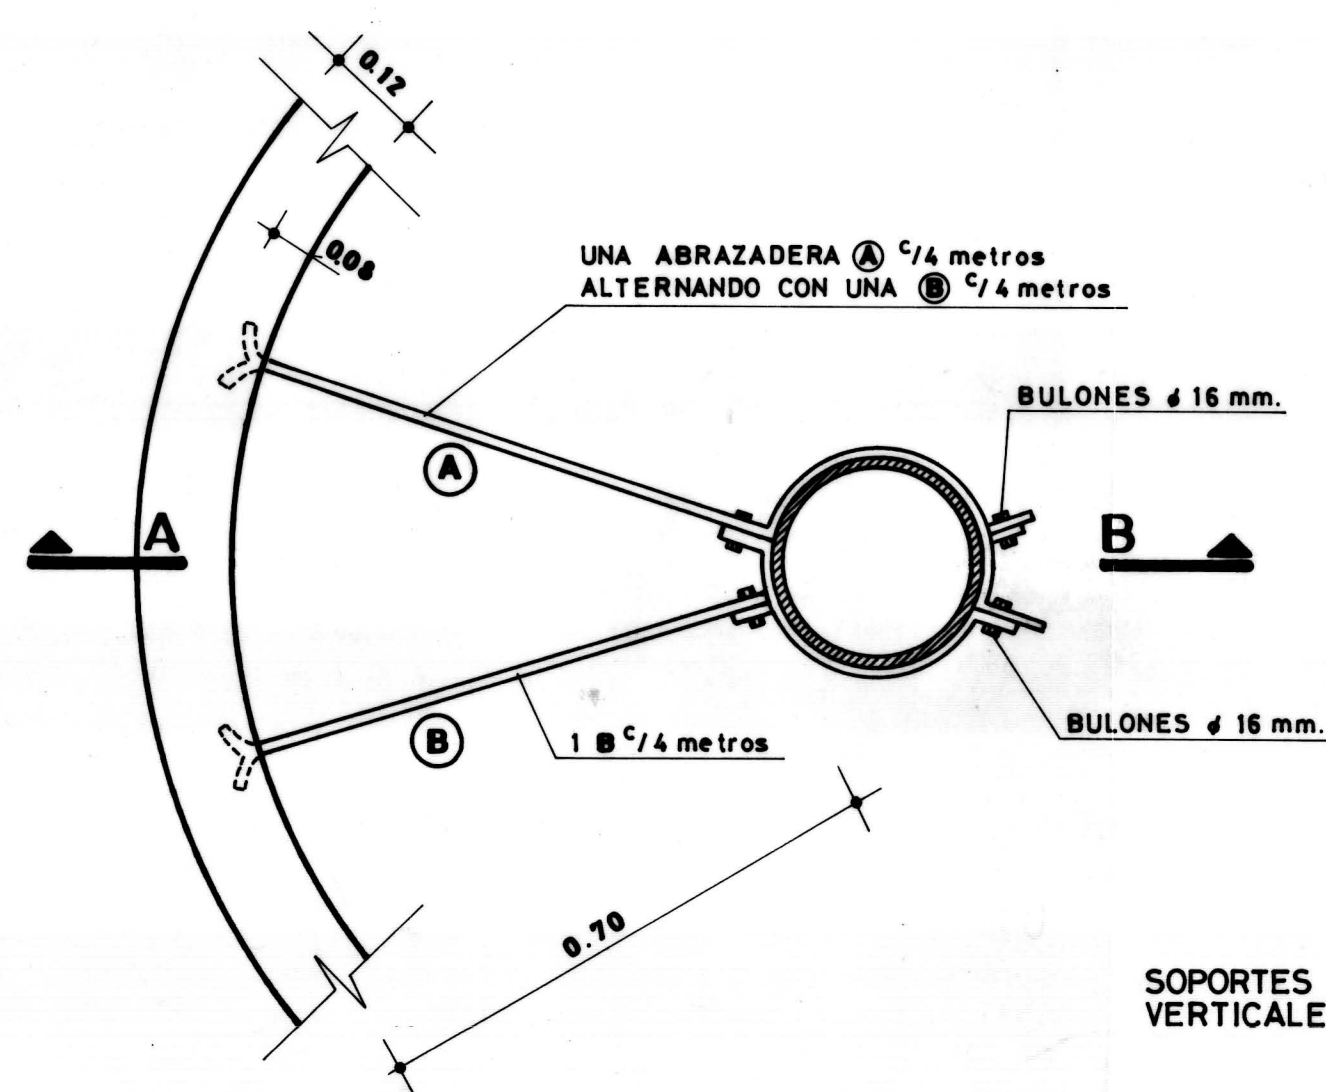 0.12
0.08
UNA ABRAZADERA A c/4 metros
ALTERNANDO CON UNA B c/4 metros
BULONES ø 16 mm.
A
A
B
B
1 B c/4 metros
BULONES ø 16 mm.
0.70
SOPORTES
VERTICALE